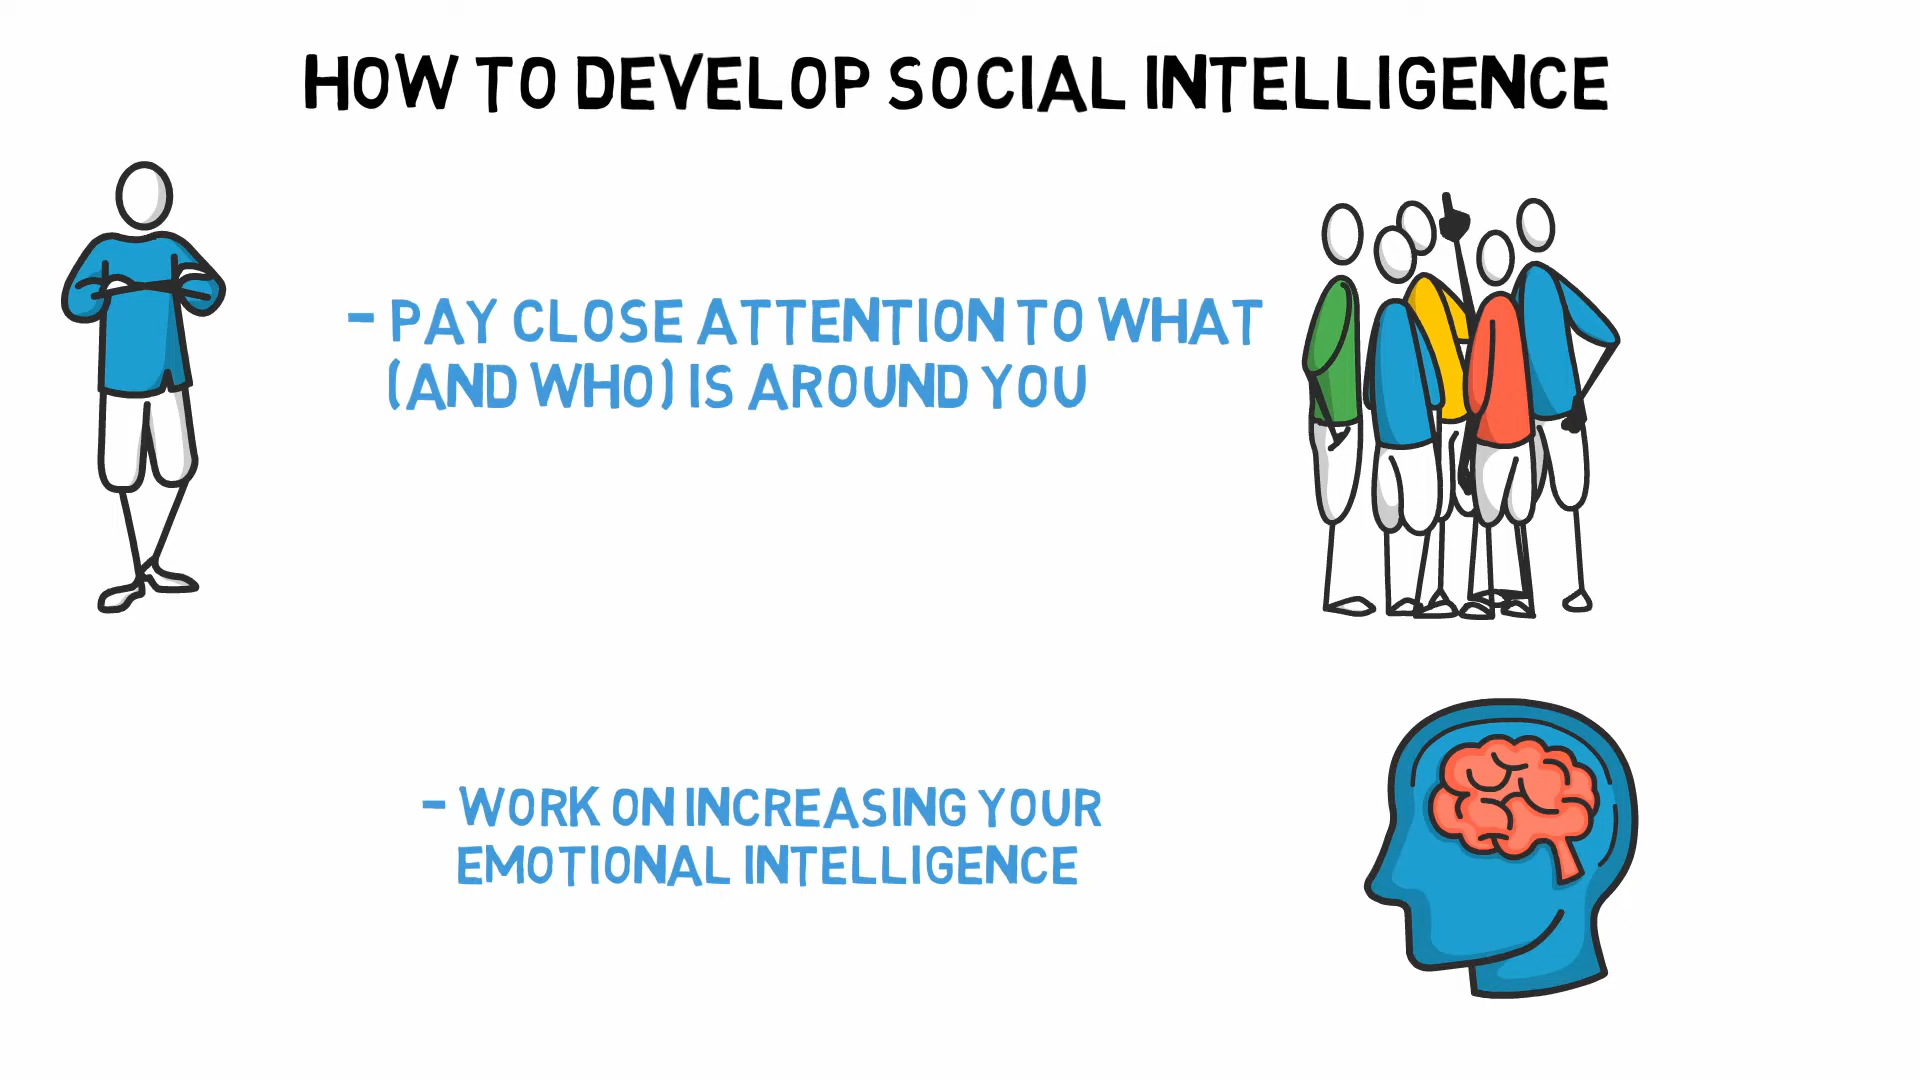 HOW TO DEVELOP SOCIAL INTELLIGENCE
- PAY CLOSE ATTENTION TO WHAT
(AND WHO) IS AROUND YOU
- WORK ON INCREASING YOUR
EMOTIONAL INTELLIGENCE